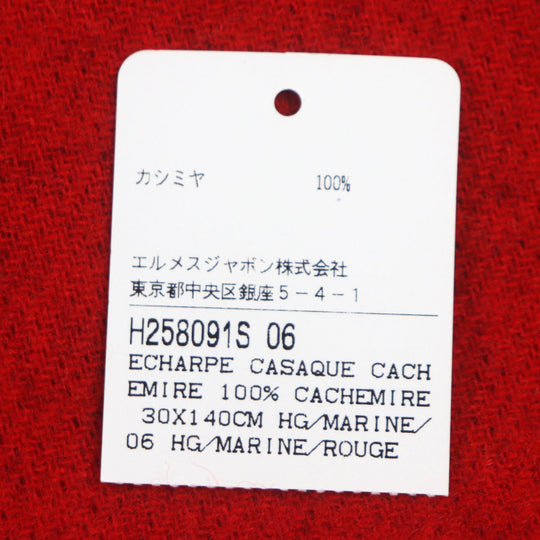 カシミヤ 100%
エルメスジャポン株式会社
東京都中央区銀座5-4-1
H258091S 06
ECHARPE CASAQUE CACH
EMIRE 100% CACHEMIRE
30X140CM HG/MARINE/
06 HG/MARINE/ROUGE